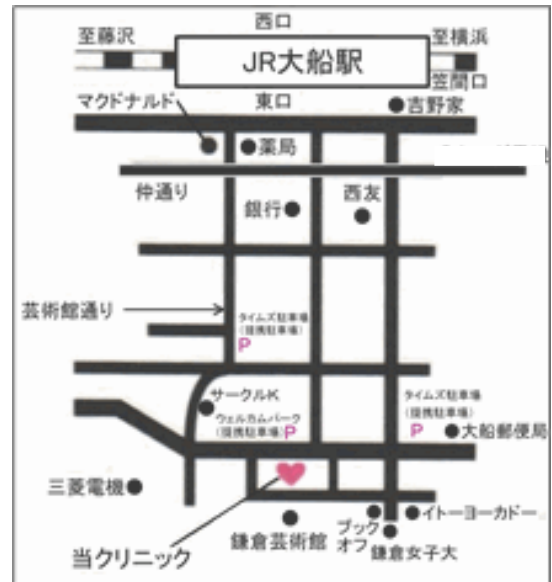 西口
至藤沢
JR大船駅
至横浜
笠間口
マクドナルド
東口
吉野家
薬局
仲通り
銀行
西友
芸術館通り
タイムズ駐車場
(提携駐車場)
P
サークルK
ウェルカムパーク
(提携駐車場)
P
タイムズ駐車場
(提携駐車場)
P
大船郵便局
三菱電機
当クリニック
鎌倉芸術館
ブック
オフ
イトーヨーカドー
鎌倉女子大